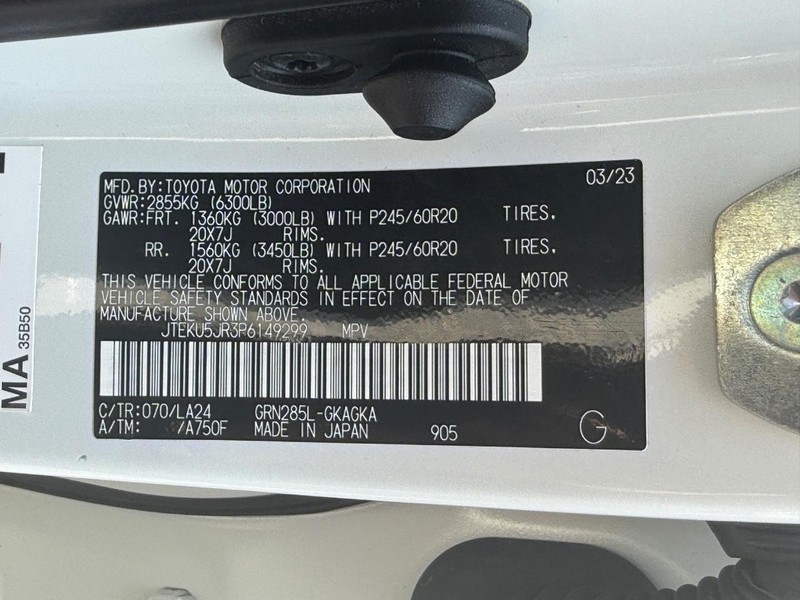 MFD.BY:TOYOTA MOTOR CORPORATION 03/23
GVWR:2855KG (6300LB)
GAWR:FRT. 1360KG (3000LB) WITH P245/60R20 TIRES,
20X7J RIMS.
RR. 1560KG (3450LB) WITH P245/60R20 TIRES,
20X7J RIMS.
THIS VEHICLE CONFORMS TO ALL APPLICABLE FEDERAL MOTOR
VEHICLE SAFETY STANDARDS IN EFFECT ON THE DATE OF
MANUFACTURE SHOWN ABOVE.
JTEKU5JR3P6149299 MPV
C/TR:070/LA24 GRN285L-GKAGKA
A/TM: /A750F MADE IN JAPAN 905
G
MA
35B50